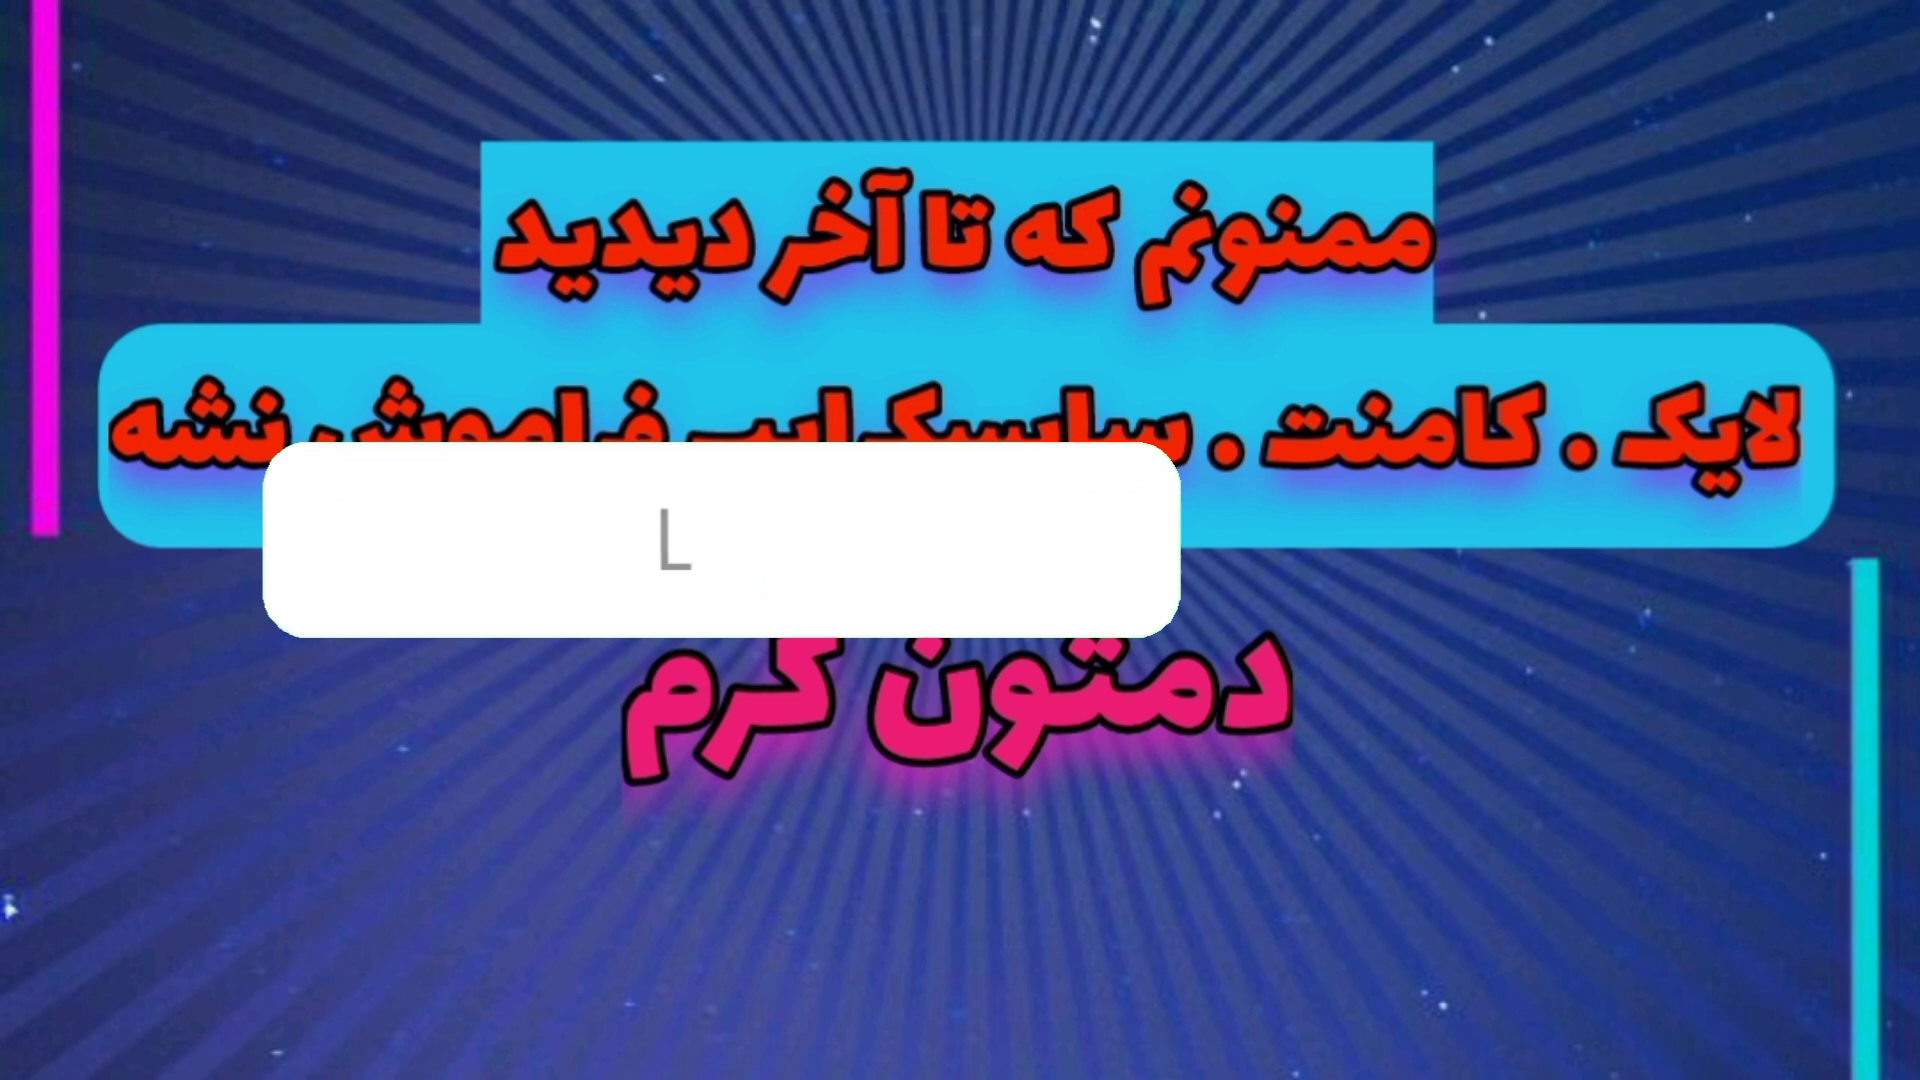 ممنونم که تا آخر دیدید
لایک . کامنت . سابسکرایب فراموش نشه
L
دمتون گرم